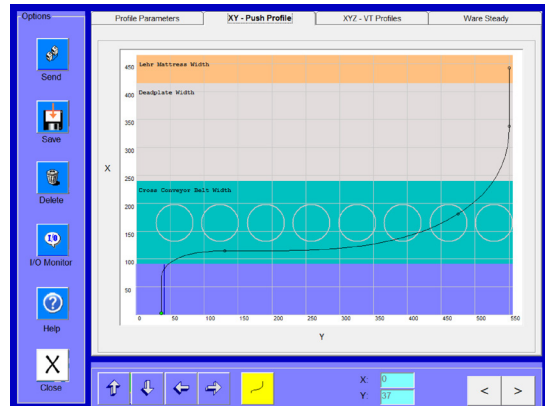 Options
Send
Save
Delete
I/O
I/O Monitor
?
Help
X
Close
Profile Parameters
XY - Push Profile
XYZ - VT Profiles
Ware Steady
X
450
400
350
300
250
200
150
100
50
Lehr Mattress Width
Deadplate Width
Cross Conveyor Belt Width
0 50 100 150 200 250 300 350 400 450 500 550
Y
X: 0
Y: 37
< >